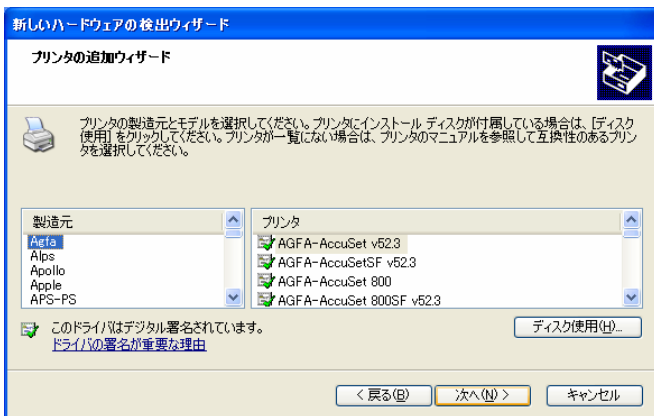 新しいハードウェアの検出ウィザード
プリンタの追加ウィザード
プリンタの製造元とモデルを選択してください。プリンタにインストール ディスクが付属している場合は、[ディスク
使用] をクリックしてください。プリンタが一覧にない場合は、プリンタのマニュアルを参照して互換性のあるプリン
タを選択してください。
製造元
Agfa
Alps
Apollo
Apple
APS-PS
プリンタ
AGFA-AccuSet v52.3
AGFA-AccuSetSF v52.3
AGFA-AccuSet 800
AGFA-AccuSet 800SF v52.3
このドライバはデジタル署名されています。
ドライバの署名が重要な理由
ディスク使用(H)...
< 戻る(B)
次へ(N) >
キャンセル